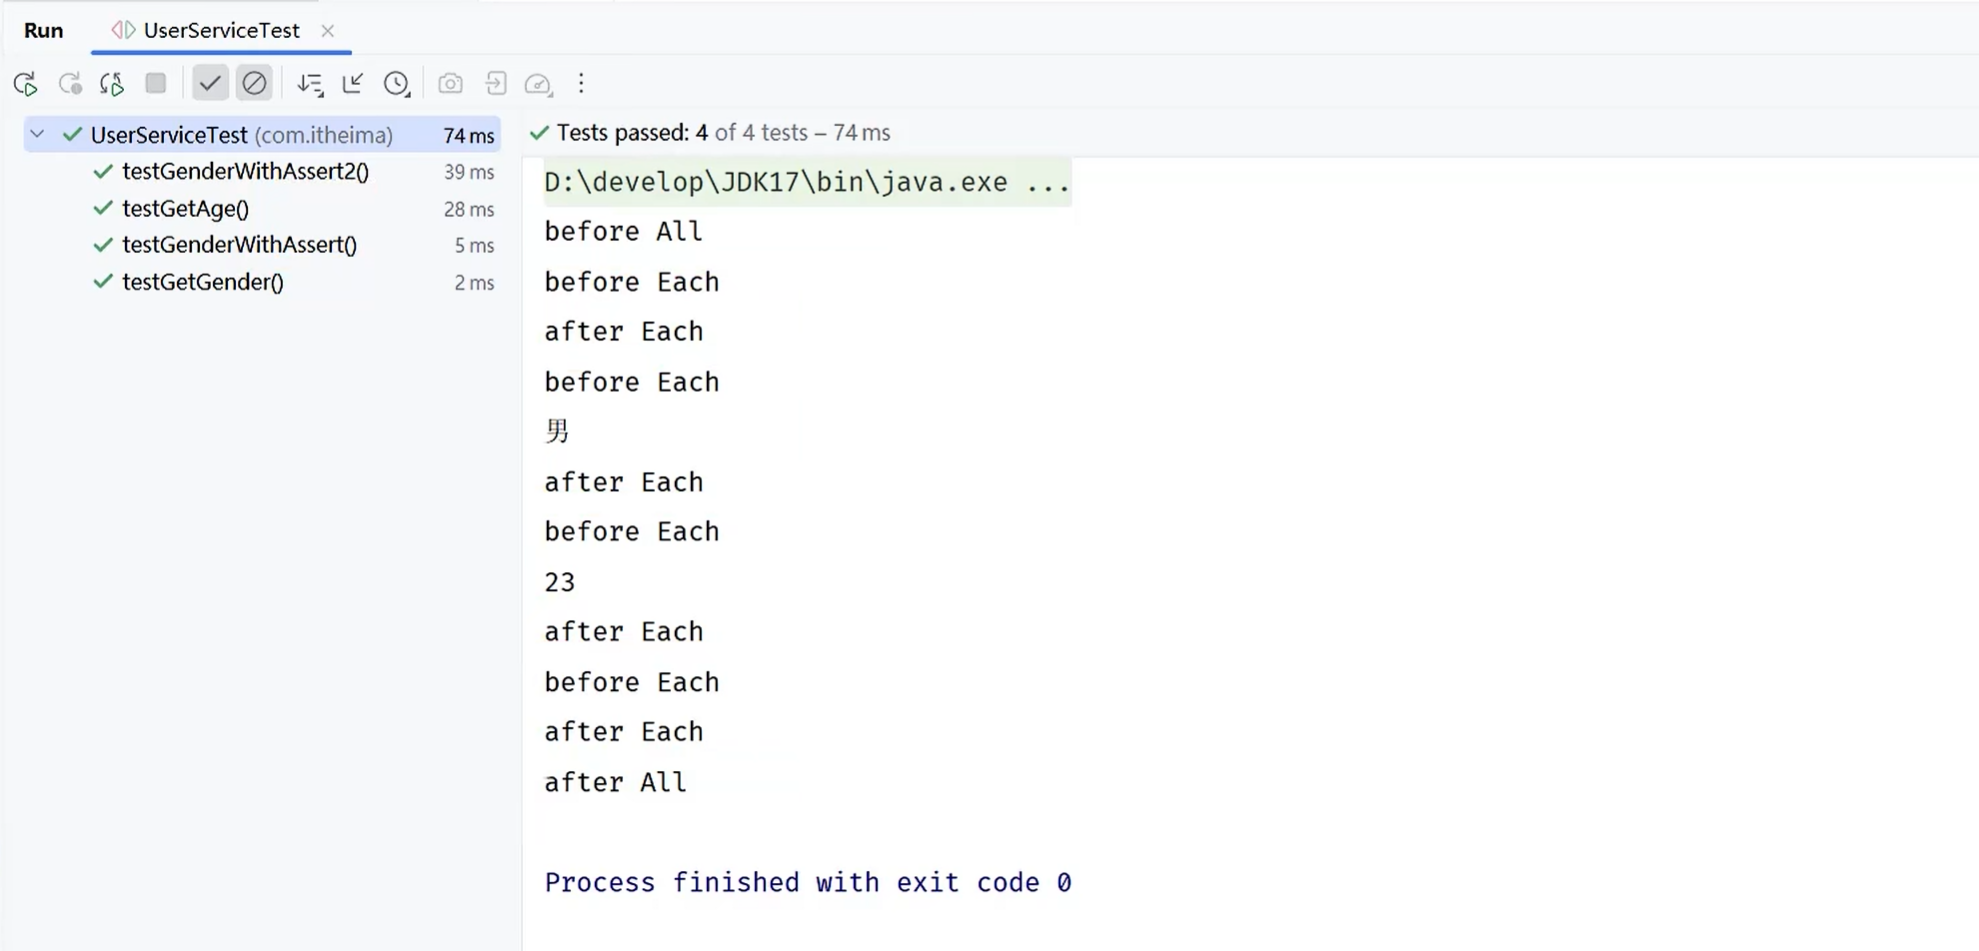 Run UserServiceTest
UserServiceTest (com.itheima) 74 ms
testGenderWithAssert2() 39 ms
testGetAge() 28 ms
testGenderWithAssert() 5 ms
testGetGender() 2 ms
Tests passed: 4 of 4 tests – 74 ms
D:\develop\JDK17\bin\java.exe ...
before All
before Each
after Each
before Each
男
after Each
before Each
23
after Each
before Each
after Each
after All
Process finished with exit code 0